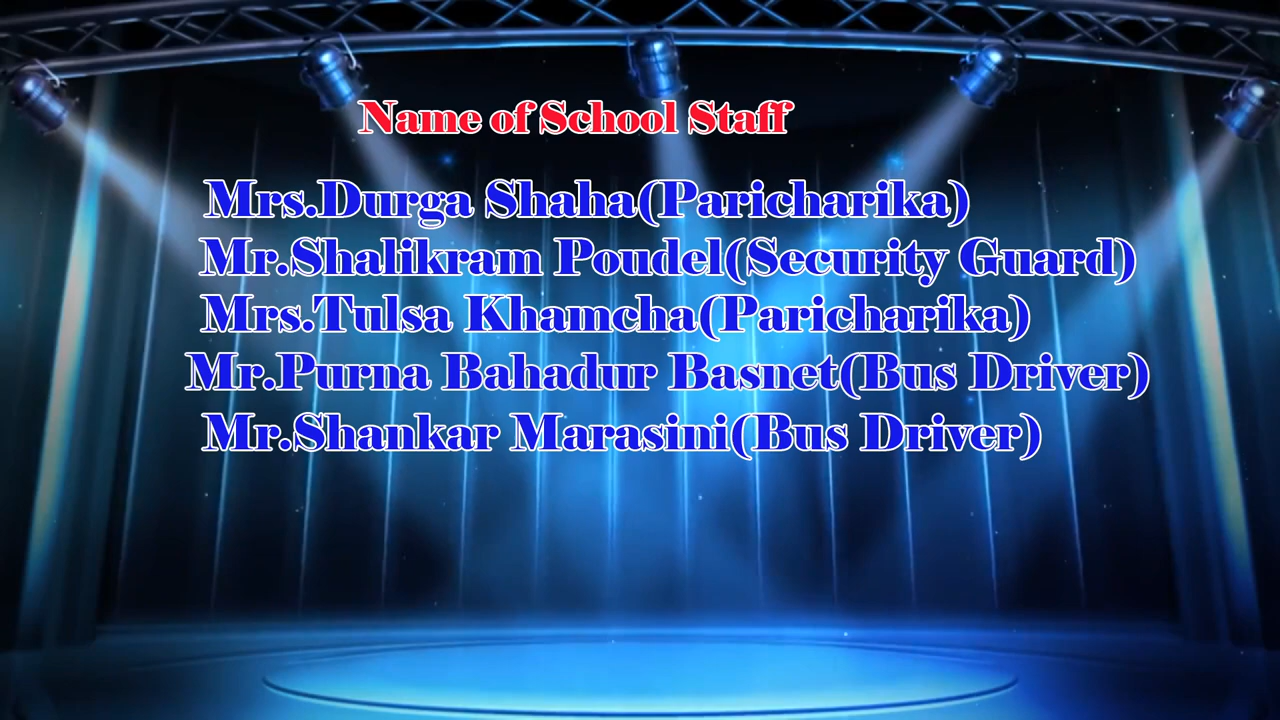 Name of School Staff
Mrs.Durga Shaha(Paricharika)
Mr.Shalikram Poudel(Security Guard)
Mrs.Tulsa Khamcha(Paricharika)
Mr.Purna Bahadur Basnet(Bus Driver)
Mr.Shankar Marasini(Bus Driver)